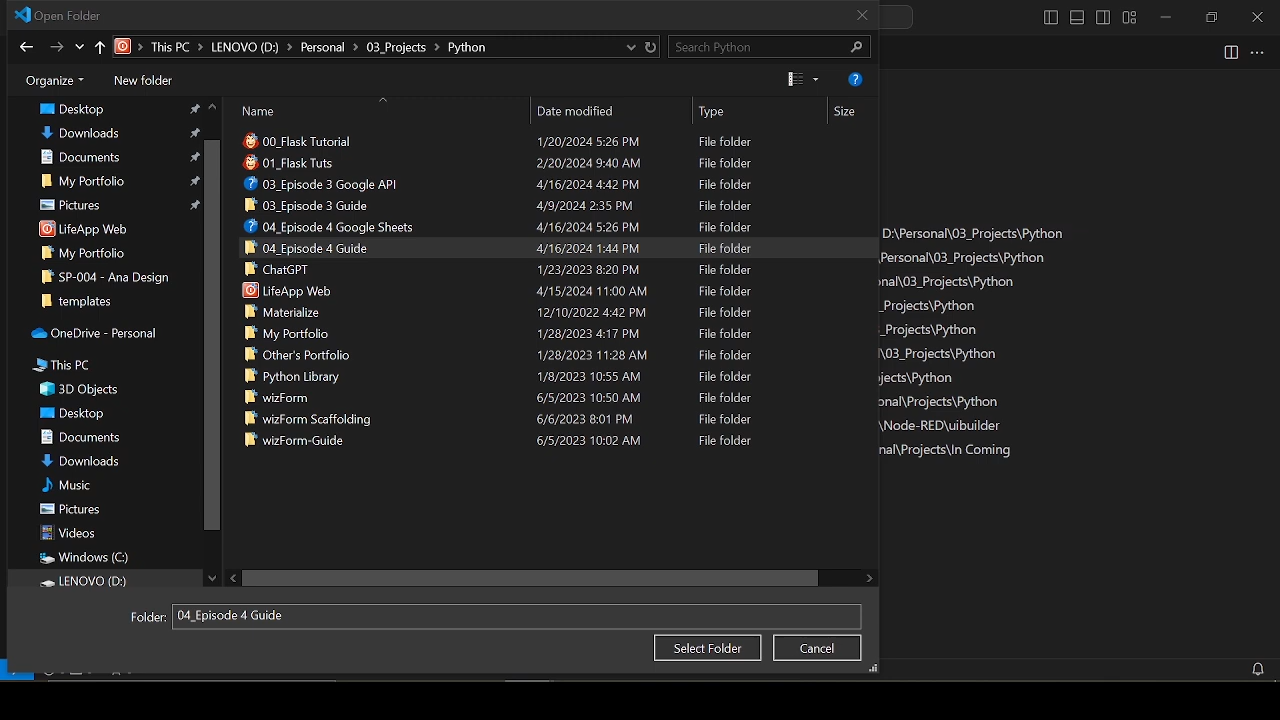 Open Folder
This PC > LENOVO (D:) > Personal > 03_Projects > Python
Search Python
Organize
New folder
Name
Date modified
Type
Size
Desktop
Downloads
Documents
My Portfolio
Pictures
LifeApp Web
My Portfolio
SP-004 - Ana Design
templates
OneDrive - Personal
This PC
3D Objects
Desktop
Documents
Downloads
Music
Pictures
Videos
Windows (C:)
LENOVO (D:)
00_Flask Tutorial 1/20/2024 5:26 PM File folder
01_Flask Tuts 2/20/2024 9:40 AM File folder
03_Episode 3 Google API 4/16/2024 4:42 PM File folder
03_Episode 3 Guide 4/9/2024 2:35 PM File folder
04_Episode 4 Google Sheets 4/16/2024 5:26 PM File folder
04_Episode 4 Guide 4/16/2024 1:44 PM File folder
ChatGPT 1/23/2023 8:20 PM File folder
LifeApp Web 4/15/2024 11:00 AM File folder
Materialize 12/10/2022 4:42 PM File folder
My Portfolio 1/28/2023 4:17 PM File folder
Other's Portfolio 1/28/2023 11:28 AM File folder
Python Library 1/8/2023 10:55 AM File folder
wizForm 6/5/2023 10:50 AM File folder
wizForm Scaffolding 6/6/2023 8:01 PM File folder
wizForm-Guide 6/5/2023 10:02 AM File folder
D:\Personal\03_Projects\Python
Personal\03_Projects\Python
nal\03_Projects\Python
_Projects\Python
_Projects\Python
\03_Projects\Python
jects\Python
onal\Projects\Python
\Node-RED\uibuilder
nal\Projects\In Coming
Folder: 04_Episode 4 Guide
Select Folder
Cancel